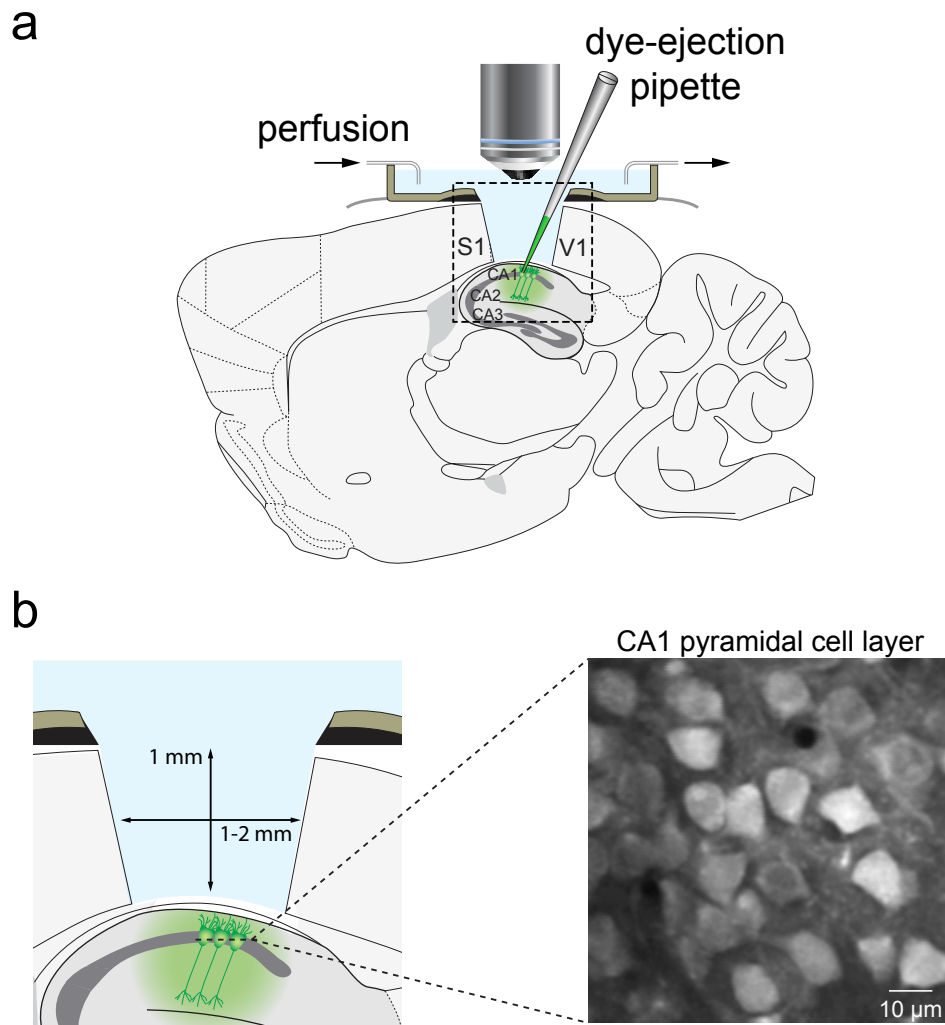 a
dye-ejection
pipette
perfusion
S1
V1
CA1
CA2
CA3
b
CA1 pyramidal cell layer
1 mm
1-2 mm
10 µm